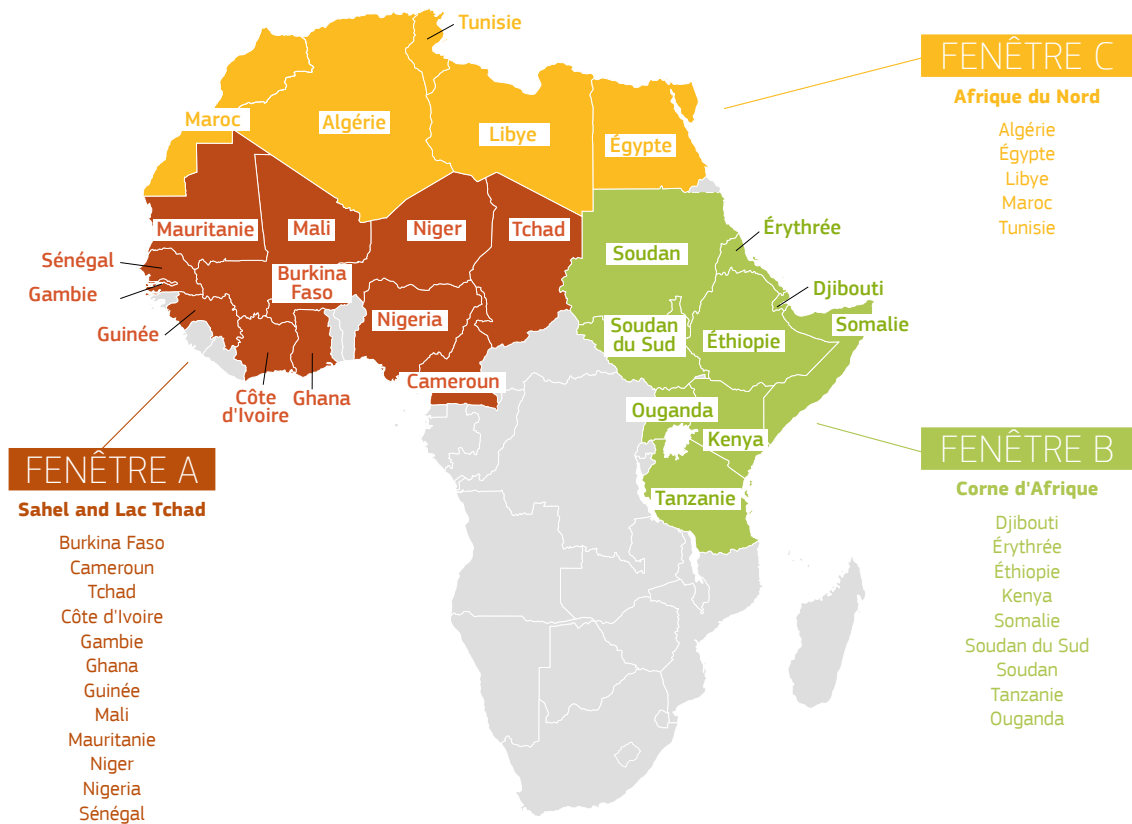 Tunisie
Maroc
Algérie
Libye
Égypte
Mauritanie
Mali
Niger
Tchad
Soudan
Érythrée
Sénégal
Gambie
Burkina
Faso
Djibouti
Guinée
Nigeria
Soudan
du Sud
Éthiopie
Somalie
Côte
d'Ivoire
Ghana
Cameroun
Ouganda
Kenya
Tanzanie
FENÊTRE C
Afrique du Nord
Algérie
Égypte
Libye
Maroc
Tunisie
FENÊTRE A
Sahel and Lac Tchad
Burkina Faso
Cameroun
Tchad
Côte d'Ivoire
Gambie
Ghana
Guinée
Mali
Mauritanie
Niger
Nigeria
Sénégal
FENÊTRE B
Corne d'Afrique
Djibouti
Érythrée
Éthiopie
Kenya
Somalie
Soudan du Sud
Soudan
Tanzanie
Ouganda